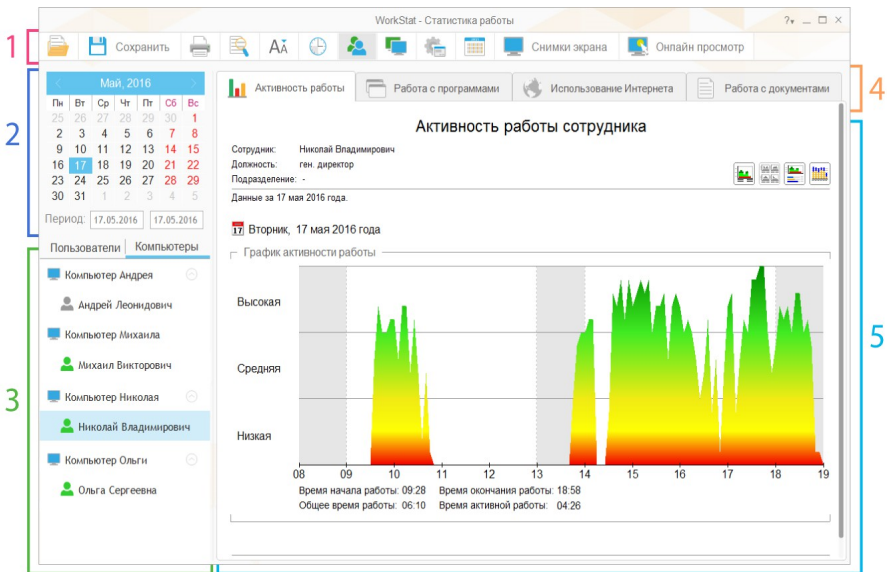 WorkStat - Статистика работы
?
1
Сохранить
Снимки экрана
Онлайн просмотр
2
Май, 2016
Пн Вт Ср Чт Пт Сб Вс
25 26 27 28 29 30 1
2 3 4 5 6 7 8
9 10 11 12 13 14 15
16 17 18 19 20 21 22
23 24 25 26 27 28 29
30 31 1 2 3 4 5
Период: 17.05.2016 17.05.2016
3
Пользователи Компьютеры
Компьютер Андрея
Андрей Леонидович
Компьютер Михаила
Михаил Викторович
Компьютер Николая
Николай Владимирович
Компьютер Ольги
Ольга Сергеевна
4
Активность работы Работа с программами Использование Интернета Работа с документами
5
Активность работы сотрудника
Сотрудник: Николай Владимирович
Должность: ген. директор
Подразделение: -
Данные за 17 мая 2016 года.
17 Вторник, 17 мая 2016 года
График активности работы
Высокая
Средняя
Низкая
08 09 10 11 12 13 14 15 16 17 18 19
Время начала работы: 09:28 Время окончания работы: 18:58
Общее время работы: 06:10 Время активной работы: 04:26